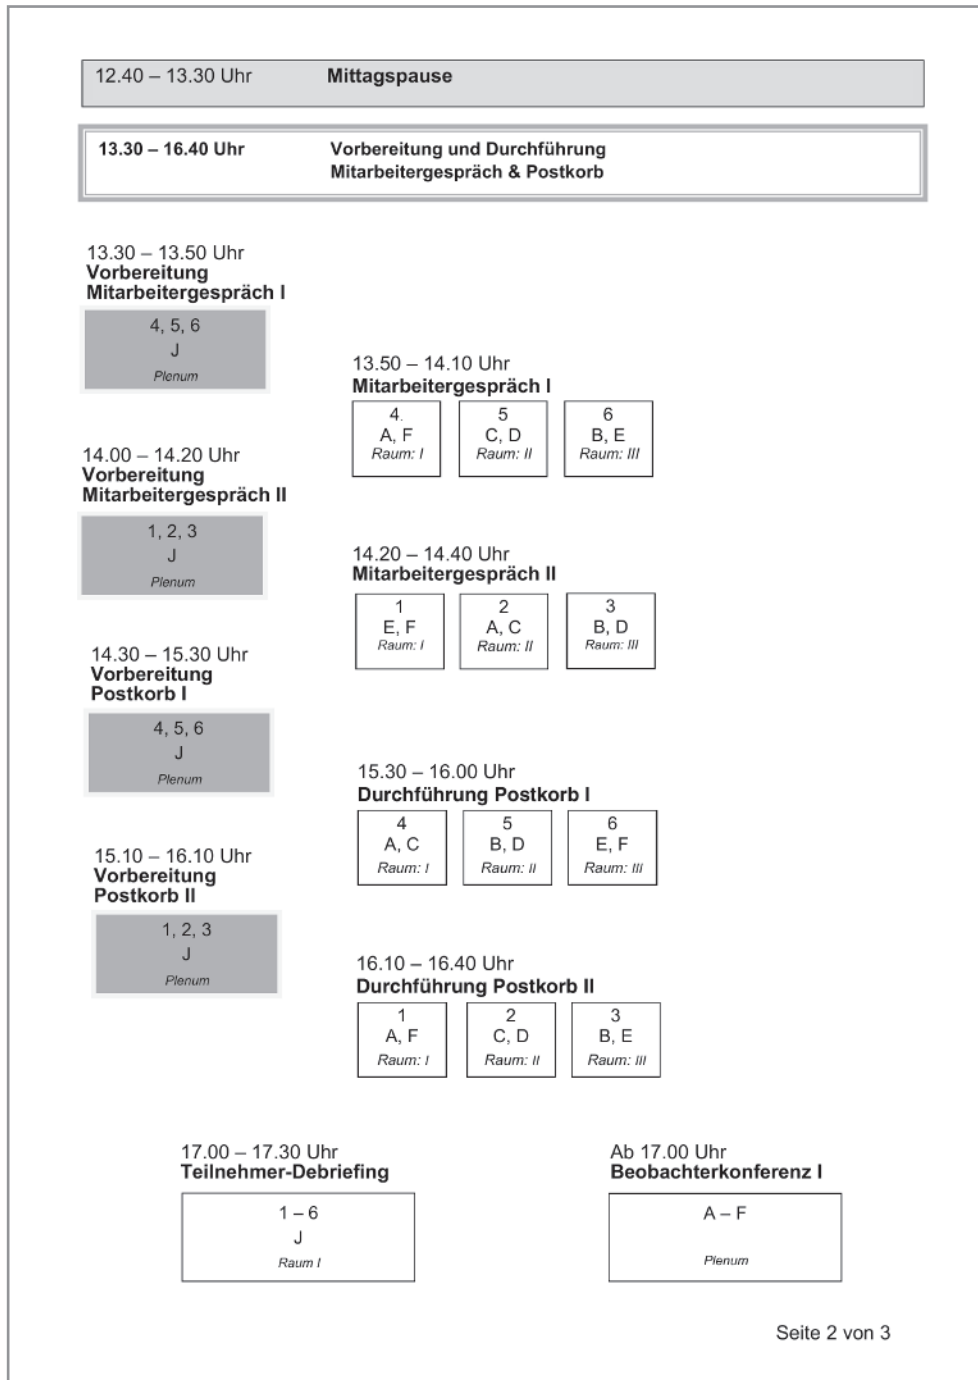 12.40 – 13.30 Uhr Mittagspause
13.30 – 16.40 Uhr Vorbereitung und Durchführung
Mitarbeitergespräch & Postkorb
13.30 – 13.50 Uhr
Vorbereitung
Mitarbeitergespräch I
4, 5, 6
J
Plenum
13.50 – 14.10 Uhr
Mitarbeitergespräch I
4. 5 6
A, F C, D B, E
Raum: I Raum: II Raum: III
14.00 – 14.20 Uhr
Vorbereitung
Mitarbeitergespräch II
1, 2, 3
J
Plenum
14.20 – 14.40 Uhr
Mitarbeitergespräch II
1 2 3
E, F A, C B, D
Raum: I Raum: II Raum: III
14.30 – 15.30 Uhr
Vorbereitung
Postkorb I
4, 5, 6
J
Plenum
15.30 – 16.00 Uhr
Durchführung Postkorb I
4 5 6
A, C B, D E, F
Raum: I Raum: II Raum: III
15.10 – 16.10 Uhr
Vorbereitung
Postkorb II
1, 2, 3
J
Plenum
16.10 – 16.40 Uhr
Durchführung Postkorb II
1 2 3
A, F C, D B, E
Raum: I Raum: II Raum: III
17.00 – 17.30 Uhr
Teilnehmer-Debriefing
1 – 6
J
Raum I
Ab 17.00 Uhr
Beobachterkonferenz I
A – F
Plenum
Seite 2 von 3